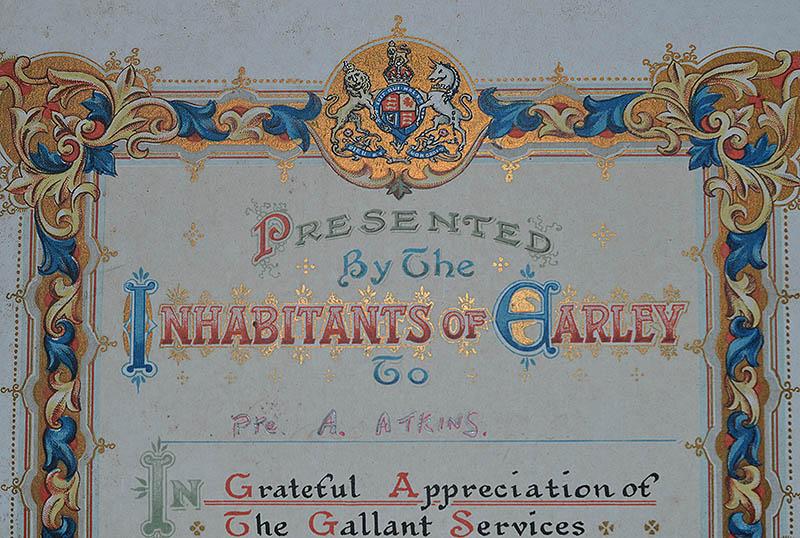 PRESENTED
By The
INHABITANTS OF EARLEY
To
Pte. A. ATKINS.
IN Grateful Appreciation of
The Gallant Services